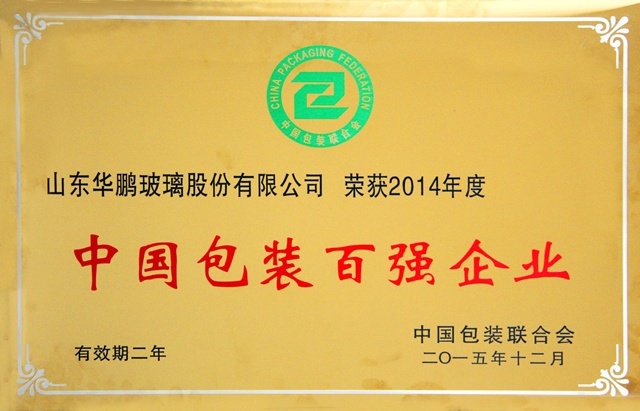 CHINA PACKAGING FEDERATION
中国包装联合会
山东华鹏玻璃股份有限公司 荣获2014年度
中国包装百强企业
有效期二年
中国包装联合会
二〇一五年十二月